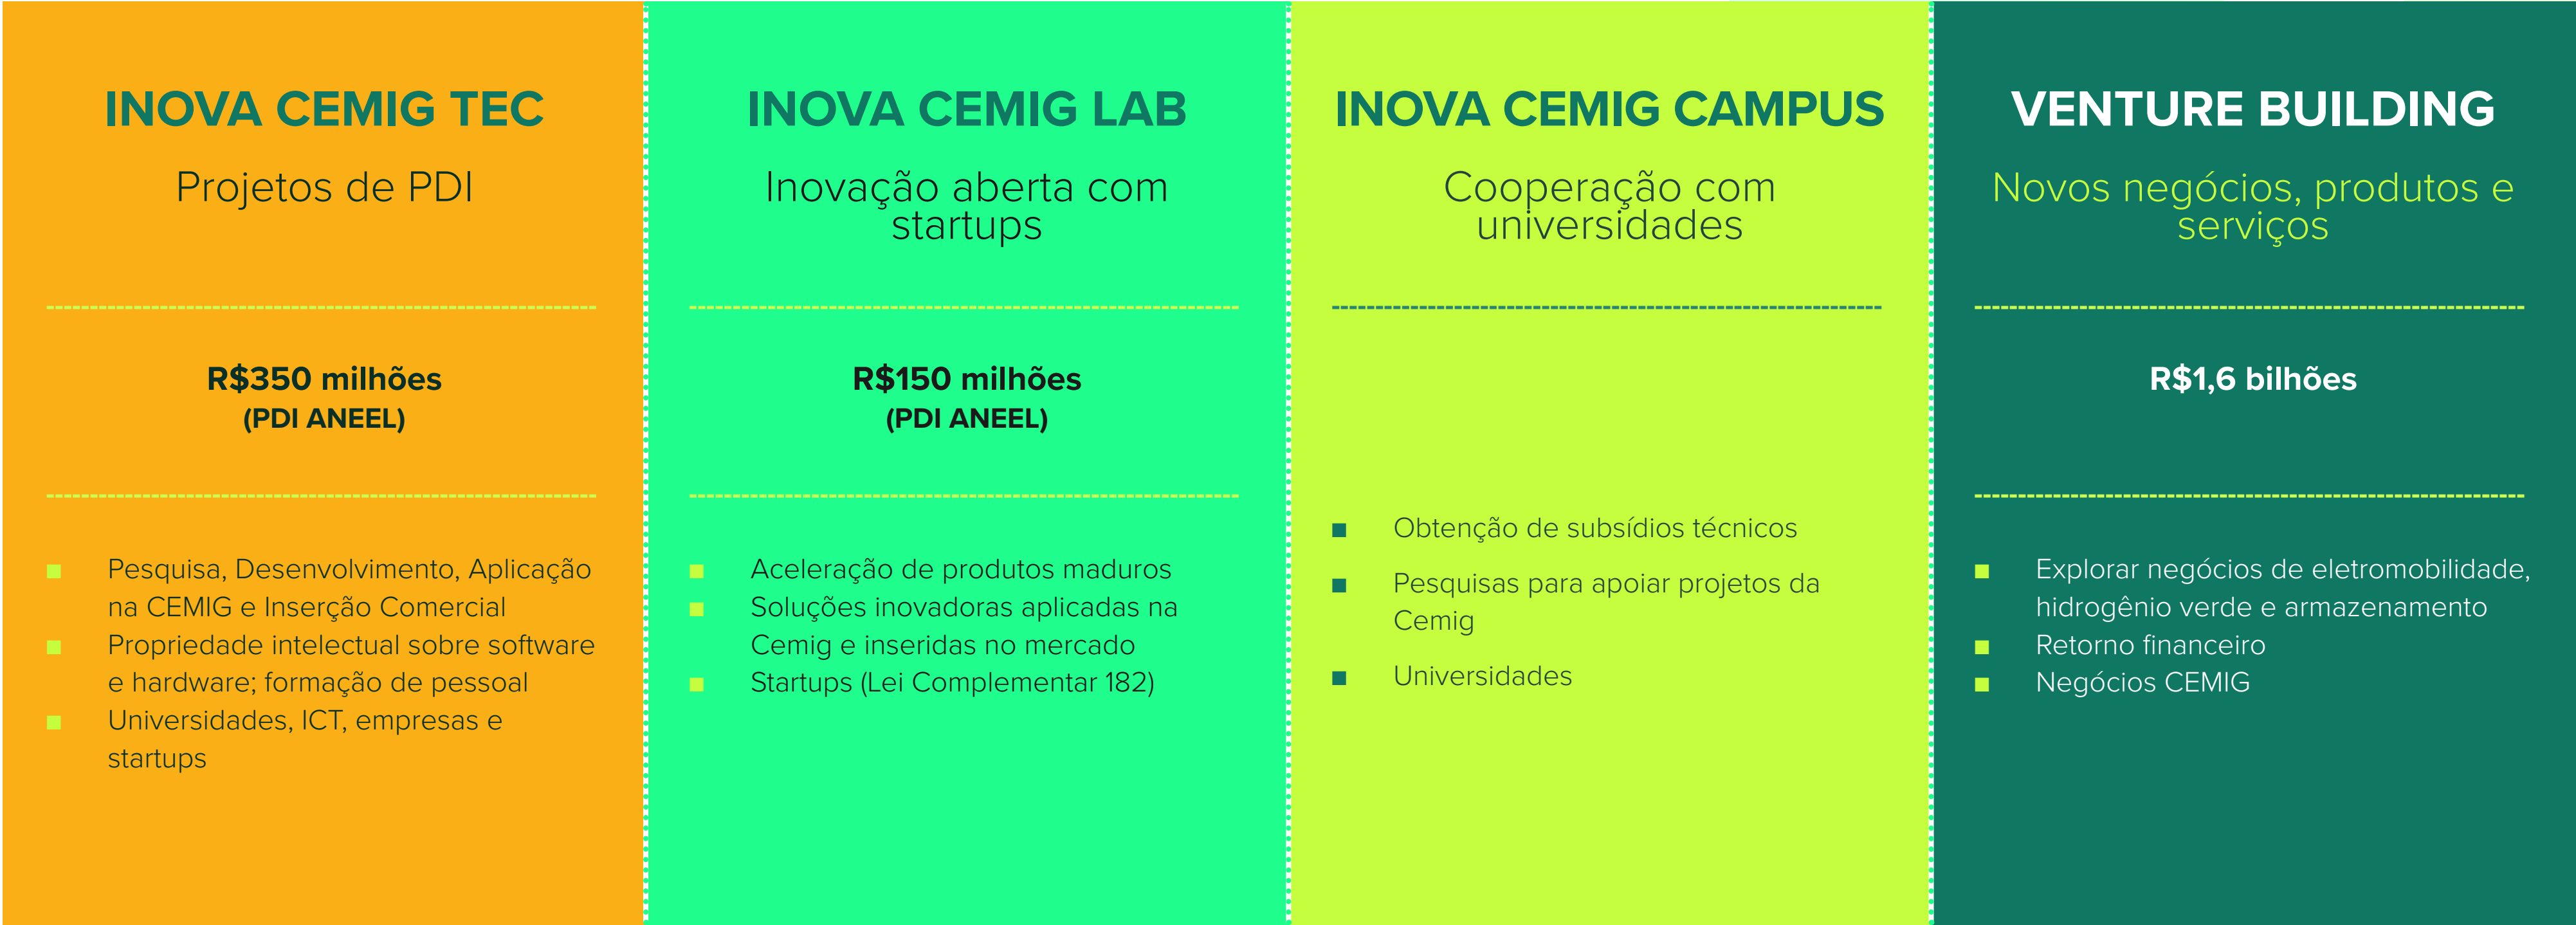 INOVA CEMIG TEC
Projetos de PDI
R$350 milhões
(PDI ANEEL)
Pesquisa, Desenvolvimento, Aplicação
na CEMIG e Inserção Comercial
Propriedade intelectual sobre software
e hardware; formação de pessoal
Universidades, ICT, empresas e
startups
INOVA CEMIG LAB
Inovação aberta com
startups
R$150 milhões
(PDI ANEEL)
Aceleração de produtos maduros
Soluções inovadoras aplicadas na
Cemig e inseridas no mercado
Startups (Lei Complementar 182)
INOVA CEMIG CAMPUS
Cooperação com
universidades
Obtenção de subsídios técnicos
Pesquisas para apoiar projetos da
Cemig
Universidades
VENTURE BUILDING
Novos negócios, produtos e
serviços
R$1,6 bilhões
Explorar negócios de eletromobilidade,
hidrogênio verde e armazenamento
Retorno financeiro
Negócios CEMIG